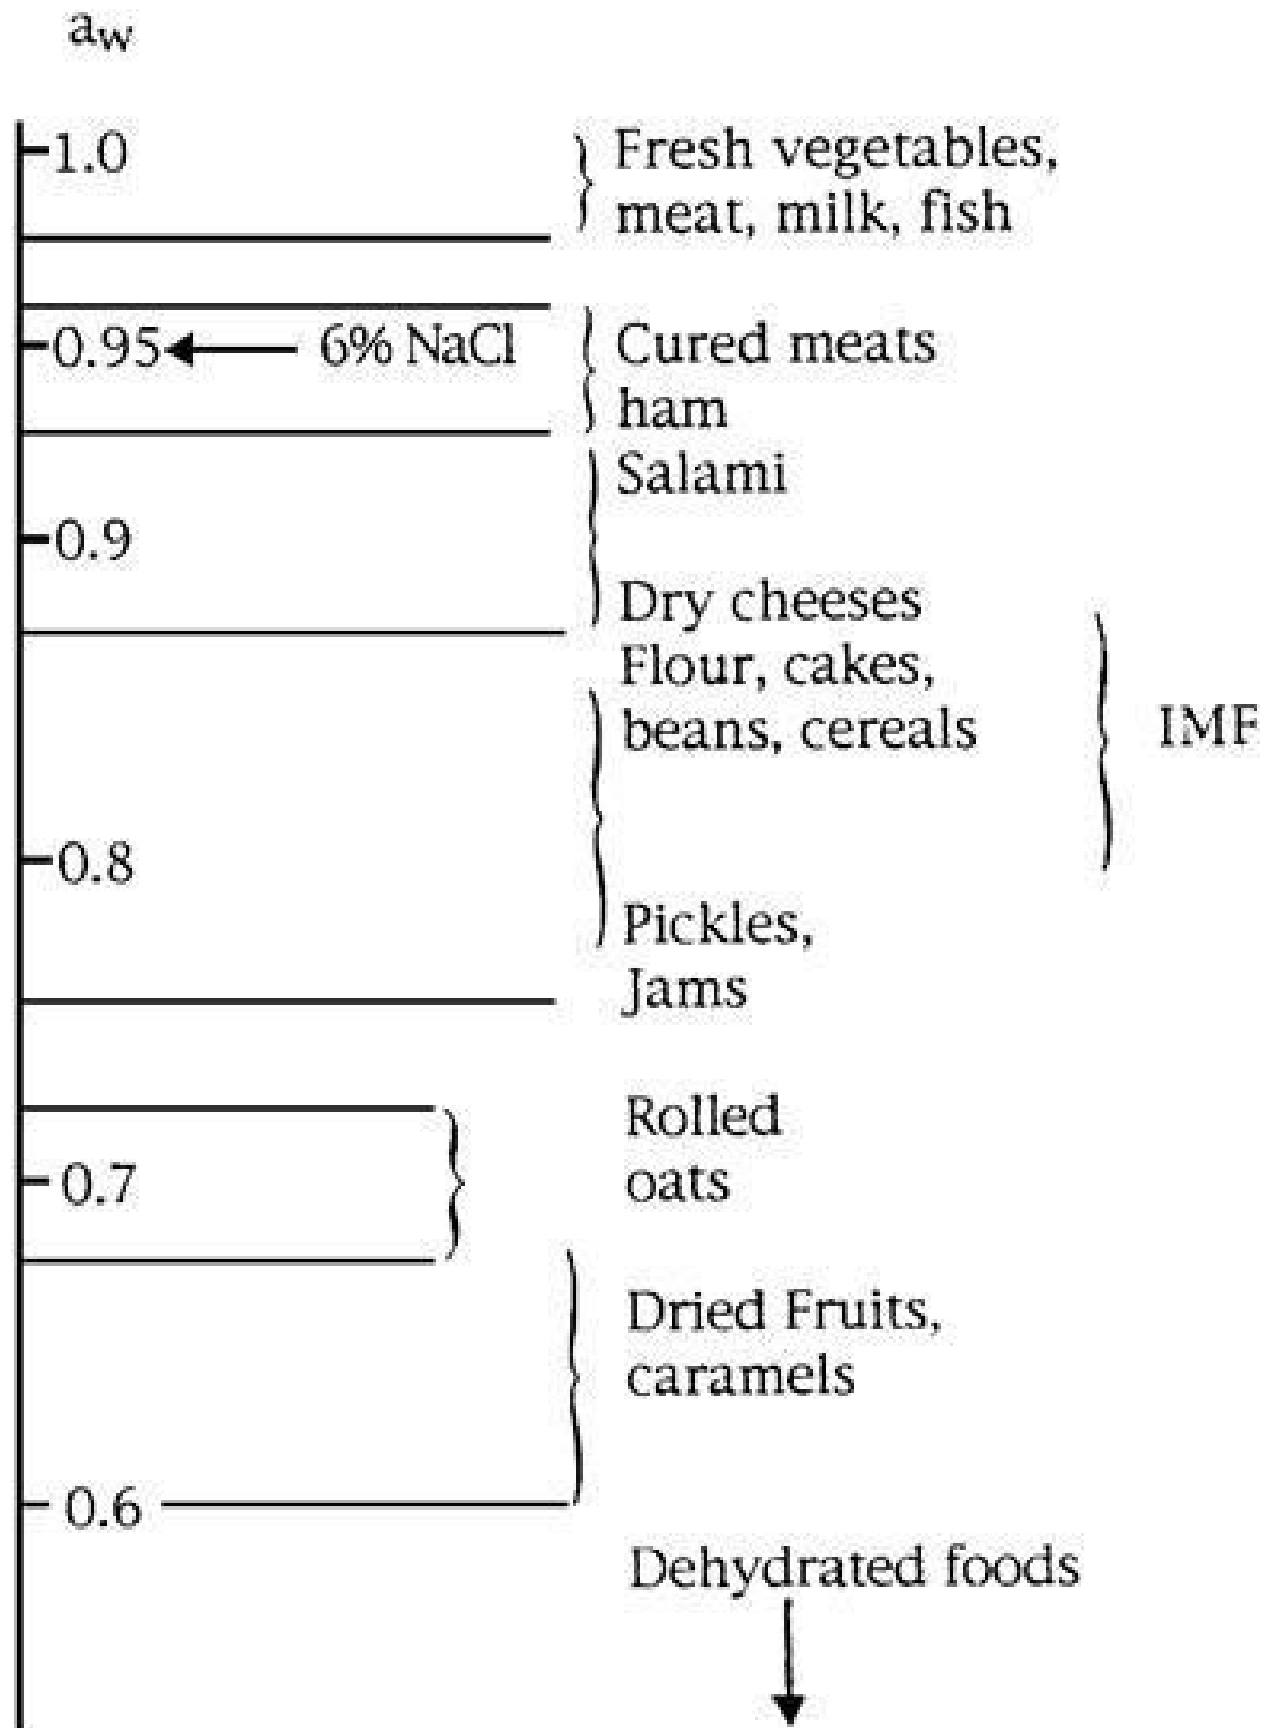 aw
1.0
Fresh vegetables,
meat, milk, fish
0.95
6% NaCl
Cured meats
ham
Salami
0.9
Dry cheeses
Flour, cakes,
beans, cereals
IMF
0.8
Pickles,
Jams
Rolled
0.7
oats
Dried Fruits,
caramels
0.6
Dehydrated foods